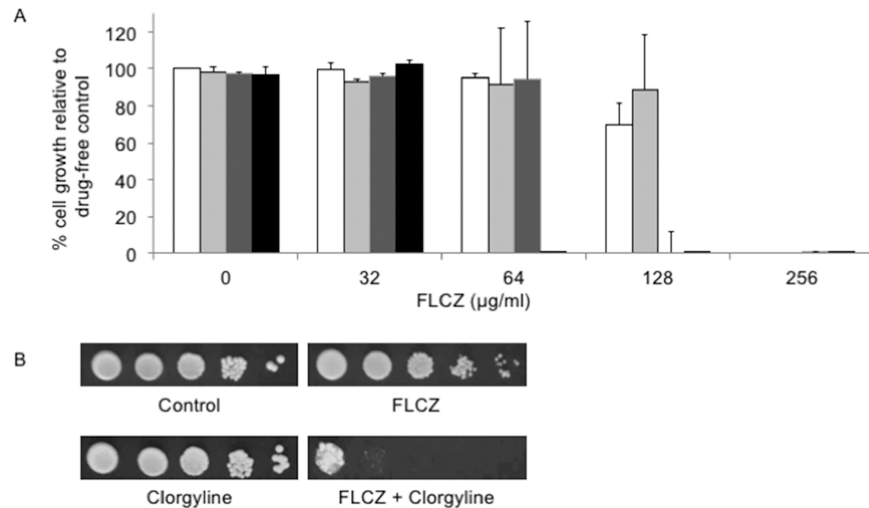 A
% cell growth relative to
drug-free control
120
100
80
60
40
20
0
0 32 64 128 256
FLCZ (µg/ml)
B
Control FLCZ
Clorgyline FLCZ + Clorgyline